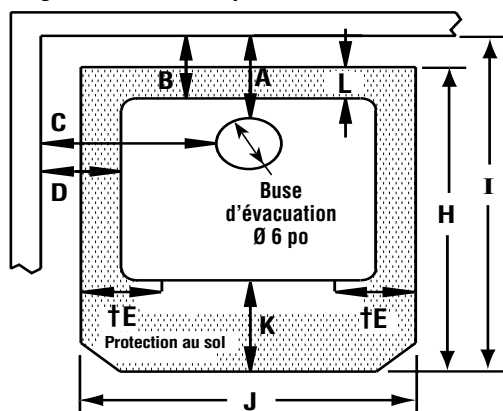 B
A
L
C
D
Buse
d'évacuation
Ø 6 po
H
I
†E
K
†E
Protection au sol
J